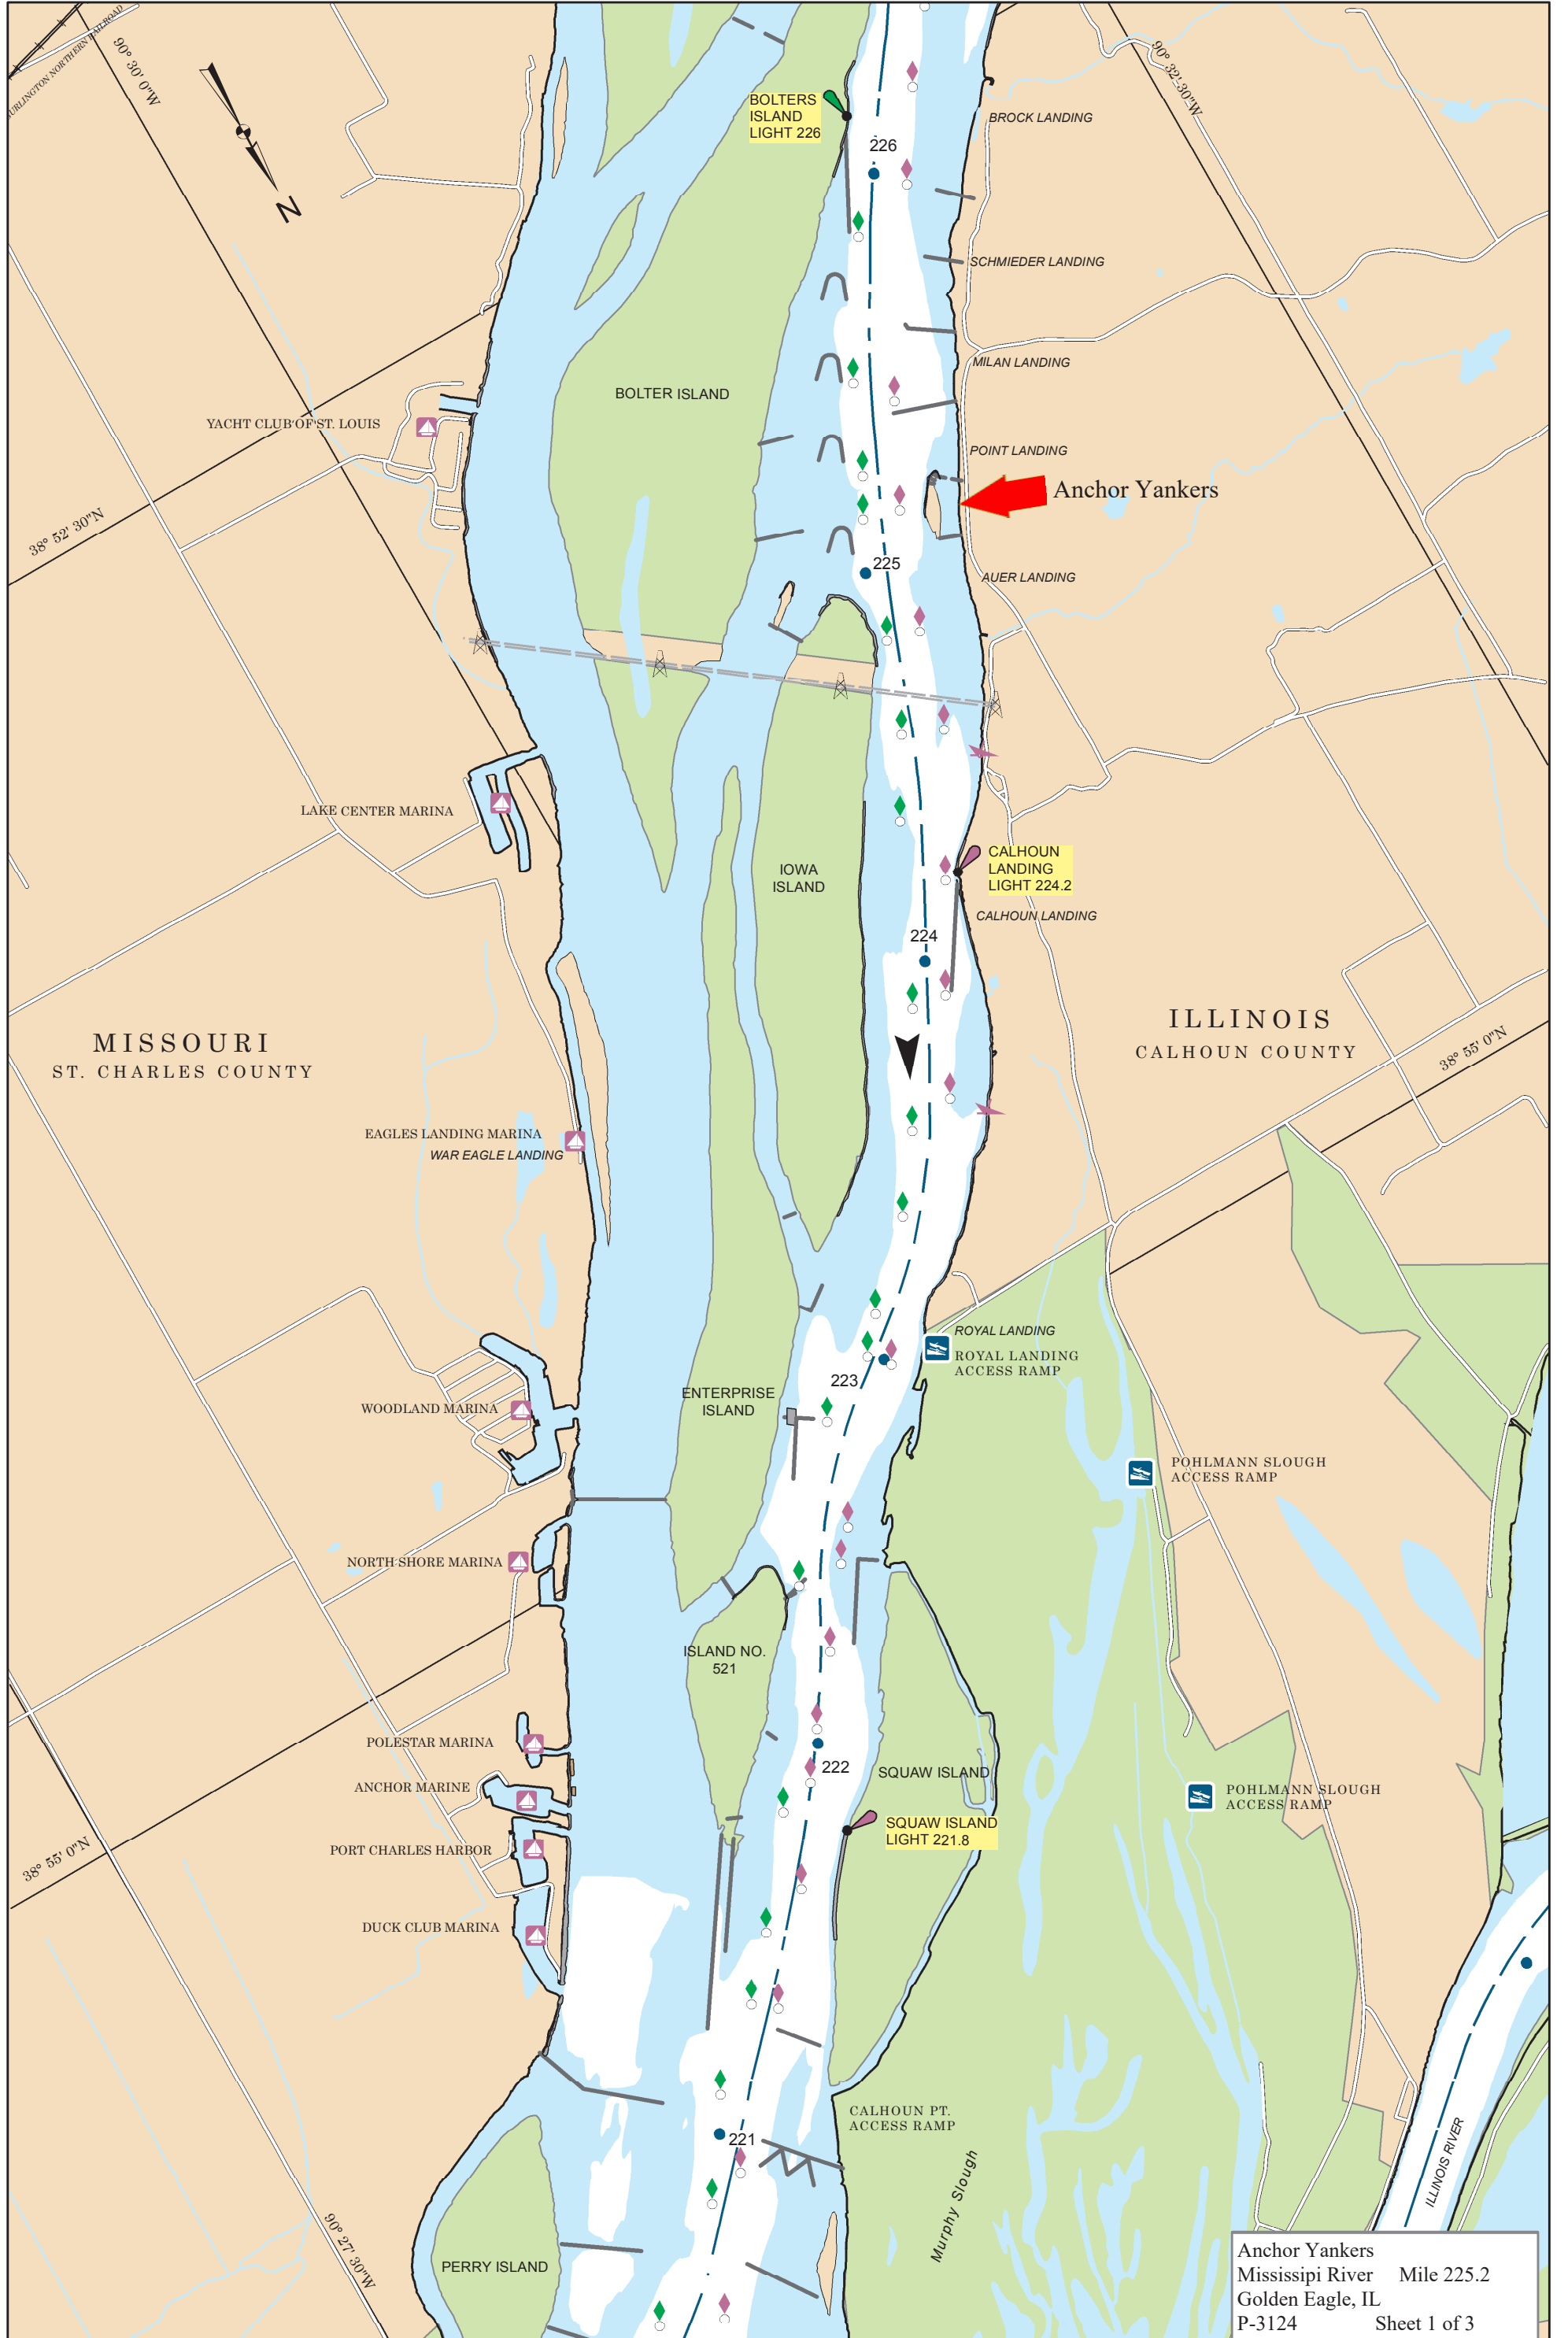 BURLINGTON NORTHERN RAILROAD
90° 30' 0"W
90° 32' 30"W
N
BOLTERS
ISLAND
LIGHT 226
226
BROCK LANDING
SCHMIEDER LANDING
MILAN LANDING
BOLTER ISLAND
YACHT CLUB OF ST. LOUIS
POINT LANDING
Anchor Yankers
38° 52' 30"N
225
AUER LANDING
LAKE CENTER MARINA
IOWA
ISLAND
CALHOUN
LANDING
LIGHT 224.2
CALHOUN LANDING
224
MISSOURI
ST. CHARLES COUNTY
ILLINOIS
CALHOUN COUNTY
38° 55' 0"N
EAGLES LANDING MARINA
WAR EAGLE LANDING
ROYAL LANDING
ROYAL LANDING
ACCESS RAMP
223
ENTERPRISE
ISLAND
WOODLAND MARINA
POHLMANN SLOUGH
ACCESS RAMP
NORTH SHORE MARINA
ISLAND NO.
521
POLESTAR MARINA
222
SQUAW ISLAND
ANCHOR MARINE
POHLMANN SLOUGH
ACCESS RAMP
SQUAW ISLAND
LIGHT 221.8
PORT CHARLES HARBOR
38° 55' 0"N
DUCK CLUB MARINA
CALHOUN PT.
ACCESS RAMP
221
Murphy Slough
ILLINOIS RIVER
90° 27' 30"W
PERRY ISLAND
Anchor Yankers
Mississipi River Mile 225.2
Golden Eagle, IL
P-3124 Sheet 1 of 3